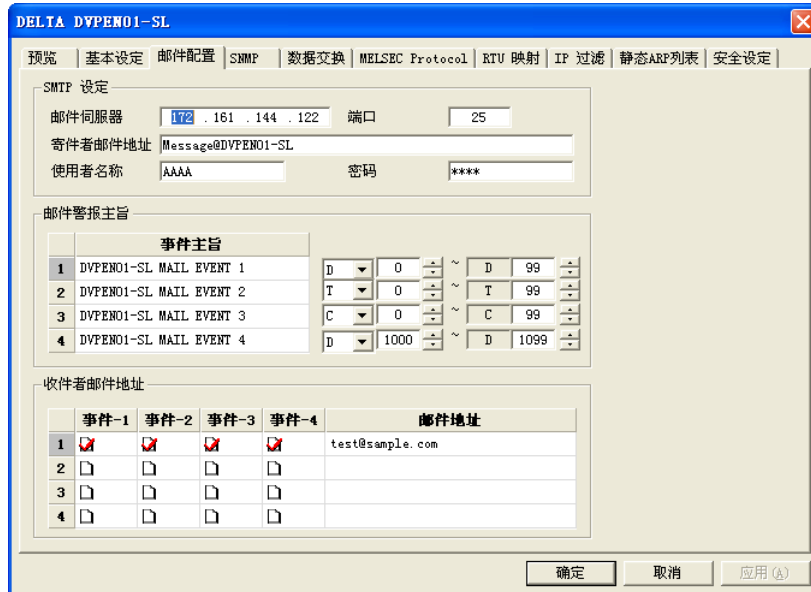 DELTA DVPEN01-SL
预览 基本设定 邮件配置 SNMP 数据交换 MELSEC Protocol RTU 映射 IP 过滤 静态ARP列表 安全设定
SMTP 设定
邮件伺服器 172 . 161 . 144 . 122 端口 25
寄件者邮件地址 Message@DVPEN01-SL
使用者名称 AAAA 密码 ****
邮件警报主旨
事件主旨
1 DVPEN01-SL MAIL EVENT 1 D 0 ~ D 99
2 DVPEN01-SL MAIL EVENT 2 T 0 ~ T 99
3 DVPEN01-SL MAIL EVENT 3 C 0 ~ C 99
4 DVPEN01-SL MAIL EVENT 4 D 1000 ~ D 1099
收件者邮件地址
事件-1 事件-2 事件-3 事件-4 邮件地址
1 test@sample.com
2
3
4
确定 取消 应用(A)